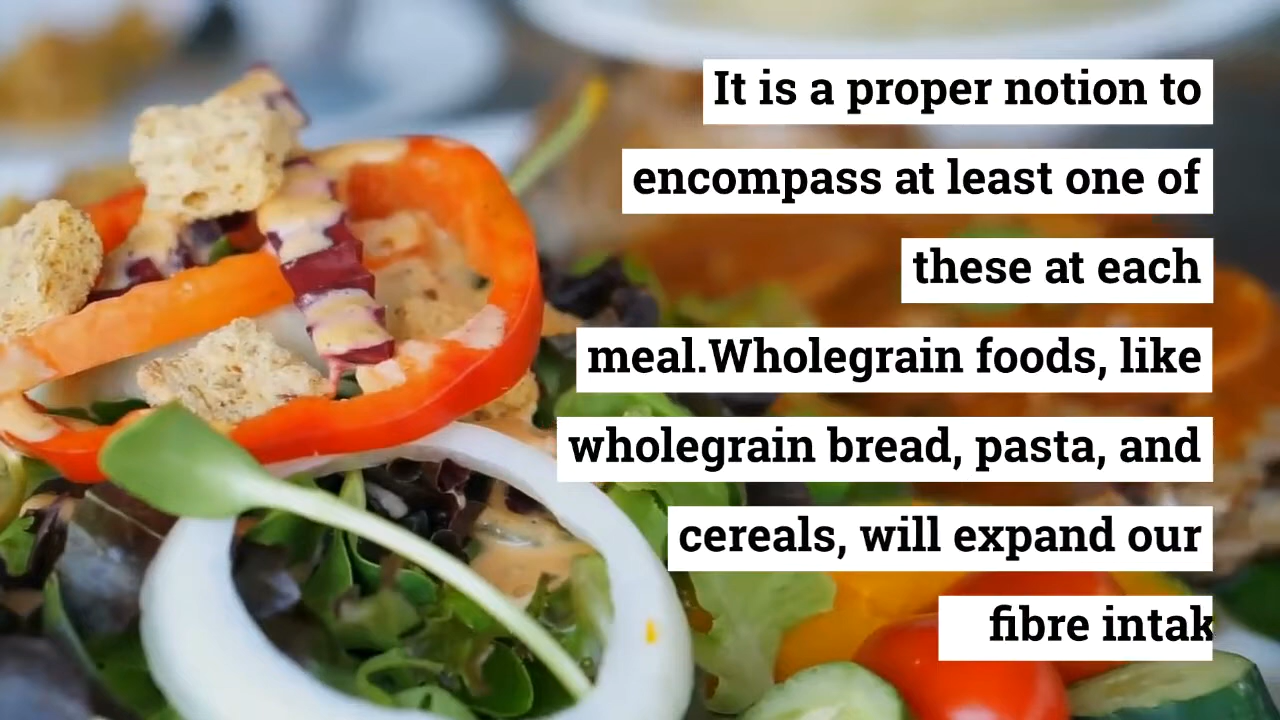 It is a proper notion to
encompass at least one of
these at each
meal.Wholegrain foods, like
wholegrain bread, pasta, and
cereals, will expand our
fibre intak